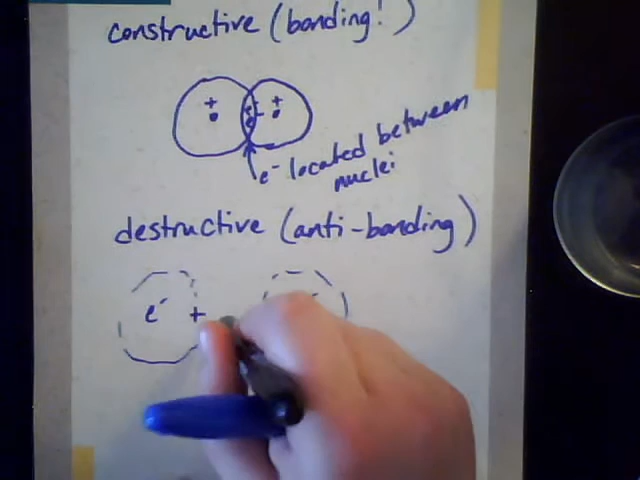 constructive (bonding!)
+ +
e⁻ located between
nuclei
destructive (anti-bonding)
e⁻ +